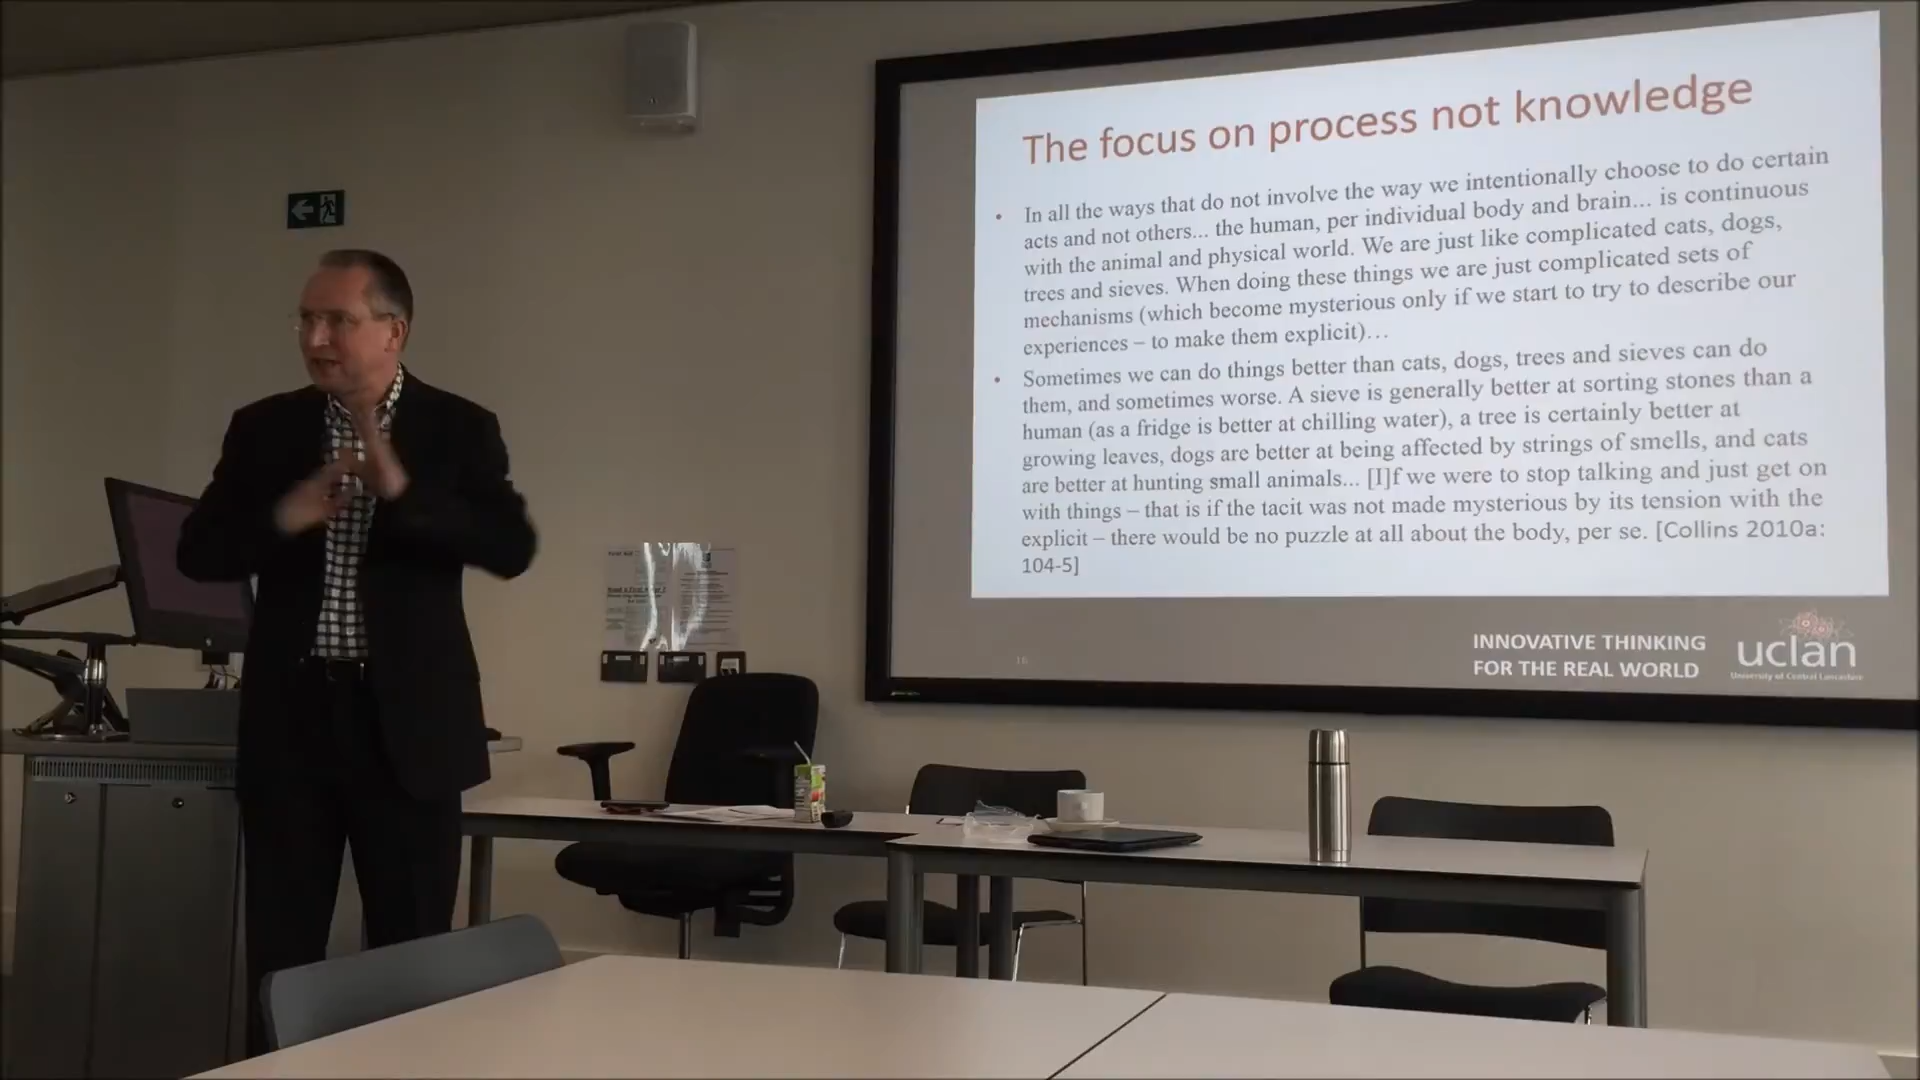 The focus on process not knowledge
• In all the ways that do not involve the way we intentionally choose to do certain
acts and not others... the human, per individual body and brain... is continuous
with the animal and physical world. We are just like complicated cats, dogs,
trees and sieves. When doing these things we are just complicated sets of
mechanisms (which become mysterious only if we start to try to describe our
experiences – to make them explicit)…
• Sometimes we can do things better than cats, dogs, trees and sieves can do
them, and sometimes worse. A sieve is generally better at sorting stones than a
human (as a fridge is better at chilling water), a tree is certainly better at
growing leaves, dogs are better at being affected by strings of smells, and cats
are better at hunting small animals... [I]f we were to stop talking and just get on
with things – that is if the tacit was not made mysterious by its tension with the
explicit – there would be no puzzle at all about the body, per se. [Collins 2010a:
104-5]
16
INNOVATIVE THINKING
FOR THE REAL WORLD
uclan
University of Central Lancashire